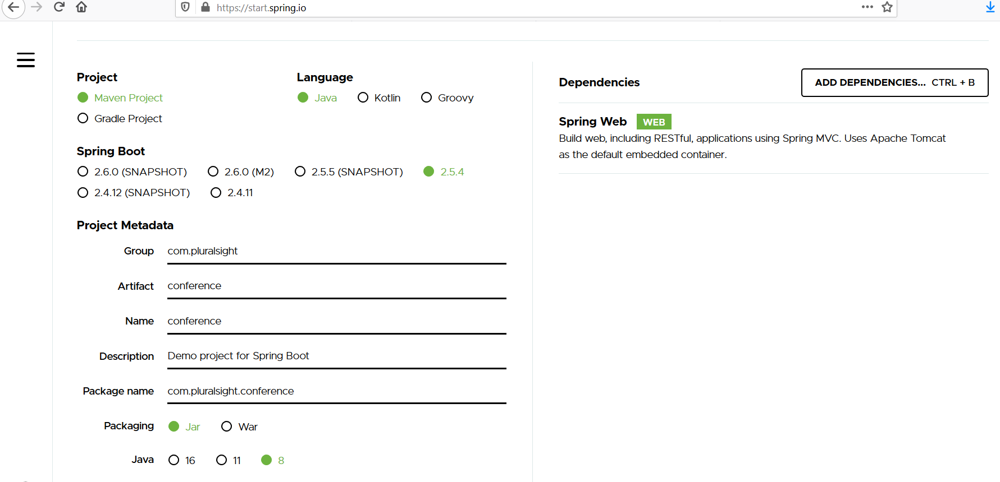 https://start.spring.io
Project
Maven Project
Gradle Project
Language
Java Kotlin Groovy
Spring Boot
2.6.0 (SNAPSHOT) 2.6.0 (M2) 2.5.5 (SNAPSHOT) 2.5.4
2.4.12 (SNAPSHOT) 2.4.11
Project Metadata
Group com.pluralsight
Artifact conference
Name conference
Description Demo project for Spring Boot
Package name com.pluralsight.conference
Packaging Jar War
Java 16 11 8
Dependencies ADD DEPENDENCIES... CTRL + B
Spring Web WEB
Build web, including RESTful, applications using Spring MVC. Uses Apache Tomcat
as the default embedded container.